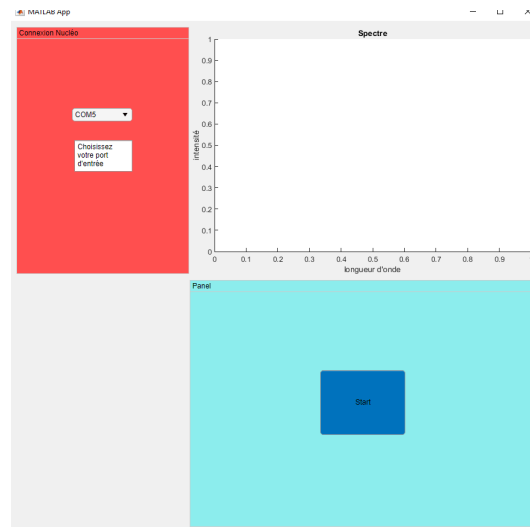 MATLAB App
Connexion Nucléo
COM5
Choisissez
votre port
d'entrée
Spectre
1
0.9
0.8
0.7
0.6
0.5
0.4
0.3
0.2
0.1
0
intensité
0 0.1 0.2 0.3 0.4 0.5 0.6 0.7 0.8 0.9
longueur d'onde
Panel
Start